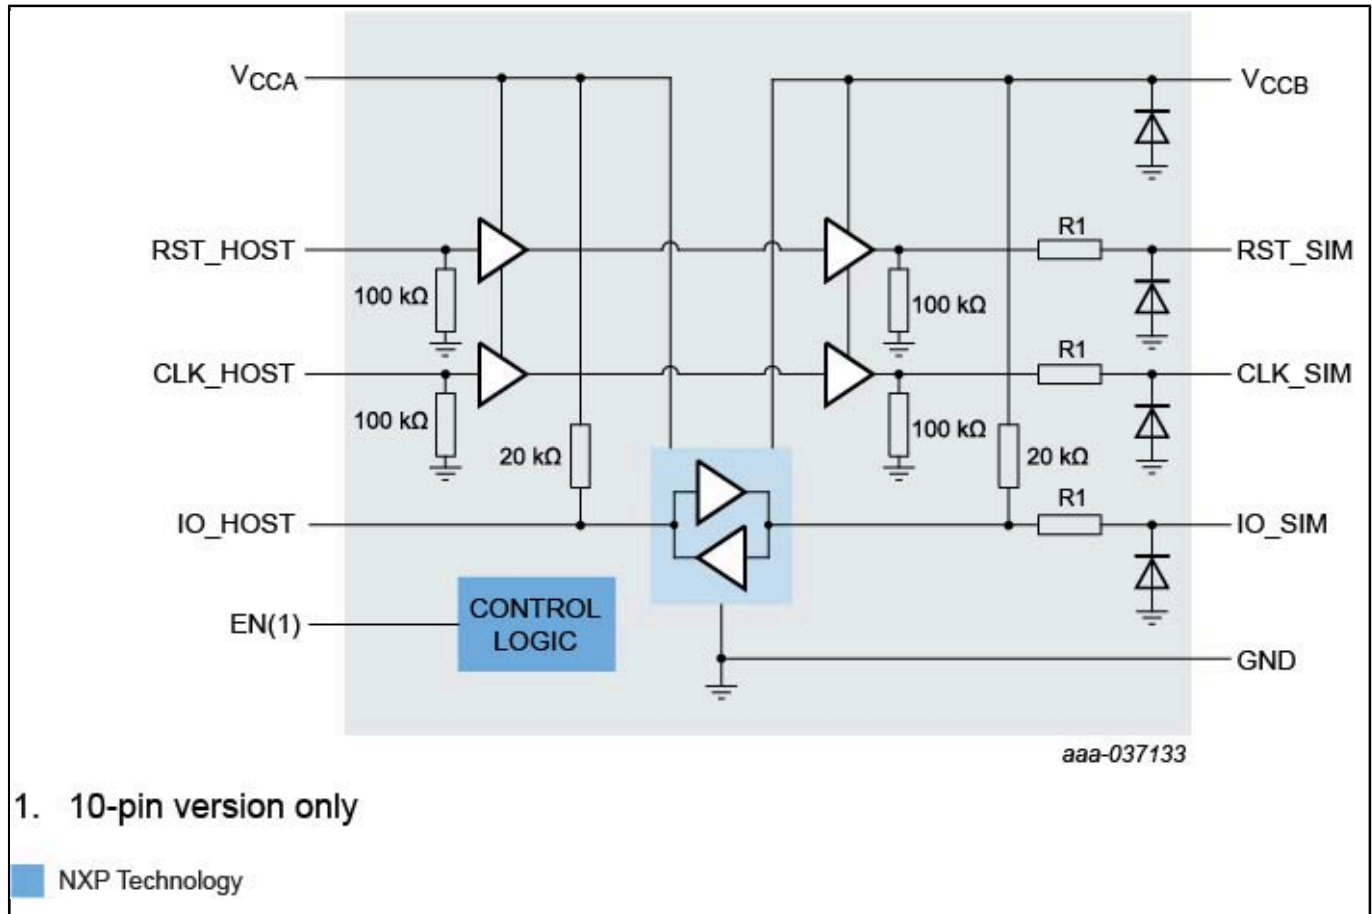 VCCA
VCCB
R1
RST_HOST
RST_SIM
100 kΩ
100 kΩ
R1
CLK_HOST
CLK_SIM
100 kΩ
100 kΩ
20 kΩ
20 kΩ
R1
IO_HOST
IO_SIM
EN(1)
CONTROL
LOGIC
GND
aaa-037133
1. 10-pin version only
NXP Technology